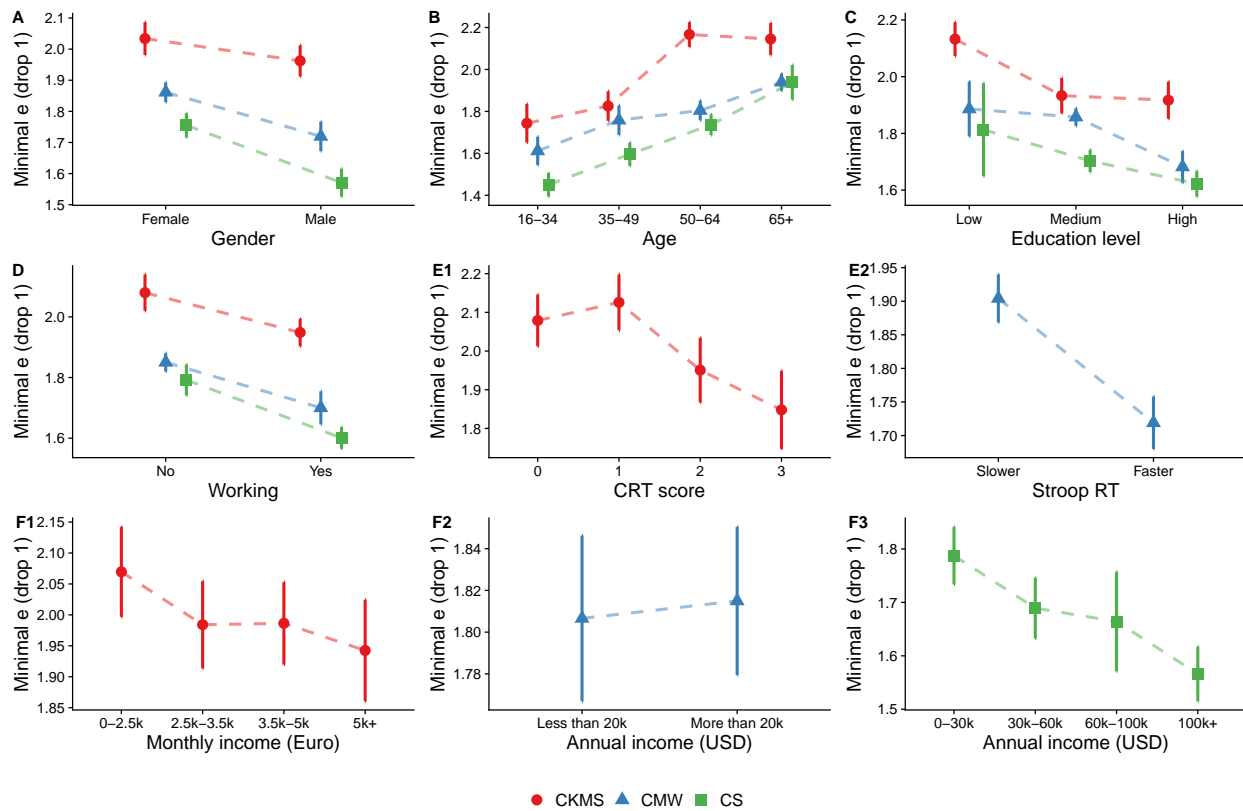 A
Minimal e (drop 1)
2.1
2.0
1.9
1.8
1.7
1.6
1.5
Female Male
Gender
B
Minimal e (drop 1)
2.2
2.0
1.8
1.6
1.4
16–34 35–49 50–64 65+
Age
C
Minimal e (drop 1)
2.2
2.0
1.8
1.6
Low Medium High
Education level
D
Minimal e (drop 1)
2.0
1.8
1.6
No Yes
Working
E1
Minimal e (drop 1)
2.2
2.1
2.0
1.9
1.8
0 1 2 3
CRT score
E2
Minimal e (drop 1)
1.95
1.90
1.85
1.80
1.75
1.70
Slower Faster
Stroop RT
F1
Minimal e (drop 1)
2.15
2.10
2.05
2.00
1.95
1.90
1.85
0–2.5k 2.5k–3.5k 3.5k–5k 5k+
Monthly income (Euro)
F2
Minimal e (drop 1)
1.84
1.82
1.80
1.78
Less than 20k More than 20k
Annual income (USD)
F3
Minimal e (drop 1)
1.8
1.7
1.6
1.5
0–30k 30k–60k 60k–100k 100k+
Annual income (USD)
CKMS CMW CS